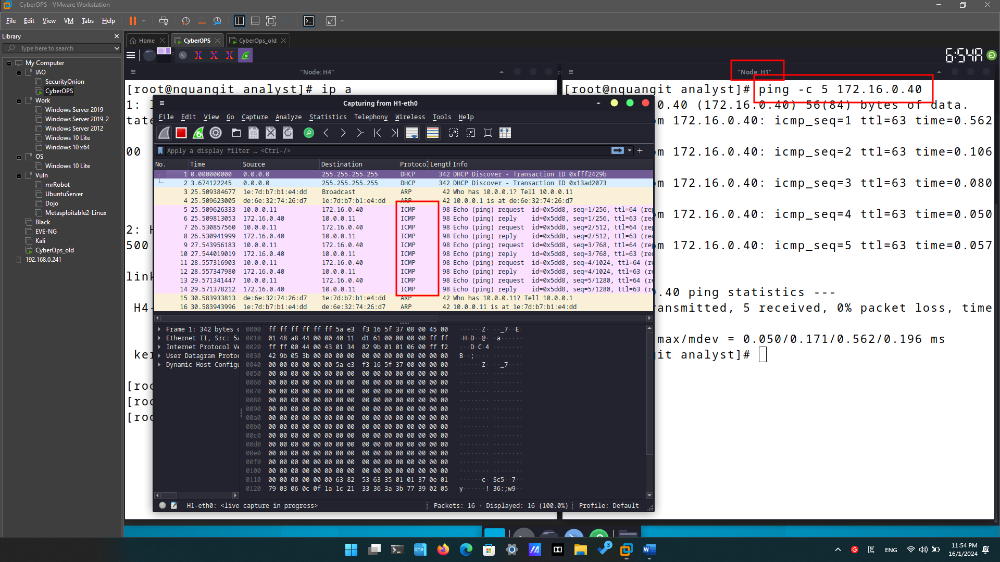 CyberOPS - VMware Workstation
File Edit View VM Tabs Help
Library
Type here to search
My Computer
IAO
SecurityOnion
CyberOPS
Work
Windows Server 2019
Windows Server 2019_2
Windows Server 2012
Windows 10 Lite
Windows 10 x64
OS
Windows 10 Lite
Vuln
mrRobot
UbuntuServer
Dojo
Metasploitable2-Linux
Black
EVE-NG
Kali
CyberOps_old
192.168.0.241
Home CyberOPS CyberOps_old
6:54A
"Node: H4"
[root@nquangit analyst]# ip a
1: 
tate
00
2: H
500
link
H4-
[roo
[roo
[roo
Capturing from H1-eth0
File Edit View Go Capture Analyze Statistics Telephony Wireless Tools Help
Apply a display filter … <Ctrl-/>
No. Time Source Destination Protocol Length Info
1 0.000000000 0.0.0.0 255.255.255.255 DHCP 342 DHCP Discover - Transaction ID 0xfff2429b
2 3.674122245 0.0.0.0 255.255.255.255 DHCP 342 DHCP Discover - Transaction ID 0x13ad2073
3 25.509384677 1e:7d:b7:b1:e4:dd Broadcast ARP 42 Who has 10.0.0.1? Tell 10.0.0.11
4 25.509623005 de:6e:32:74:26:d7 1e:7d:b7:b1:e4:dd ARP 42 10.0.0.1 is at de:6e:32:74:26:d7
5 25.509626333 10.0.0.11 172.16.0.40 ICMP 98 Echo (ping) request id=0x5dd8, seq=1/256, ttl=64 (rep
6 25.509813053 172.16.0.40 10.0.0.11 ICMP 98 Echo (ping) reply id=0x5dd8, seq=1/256, ttl=63 (req
7 26.530857560 10.0.0.11 172.16.0.40 ICMP 98 Echo (ping) request id=0x5dd8, seq=2/512, ttl=64 (rep
8 26.530941999 172.16.0.40 10.0.0.11 ICMP 98 Echo (ping) reply id=0x5dd8, seq=2/512, ttl=63 (req
9 27.543956183 10.0.0.11 172.16.0.40 ICMP 98 Echo (ping) request id=0x5dd8, seq=3/768, ttl=64 (rep
10 27.544019019 172.16.0.40 10.0.0.11 ICMP 98 Echo (ping) reply id=0x5dd8, seq=3/768, ttl=63 (req
11 28.557316903 10.0.0.11 172.16.0.40 ICMP 98 Echo (ping) request id=0x5dd8, seq=4/1024, ttl=64 (re
12 28.557347980 172.16.0.40 10.0.0.11 ICMP 98 Echo (ping) reply id=0x5dd8, seq=4/1024, ttl=63 (re
13 29.571341447 10.0.0.11 172.16.0.40 ICMP 98 Echo (ping) request id=0x5dd8, seq=5/1280, ttl=64 (re
14 29.571378212 172.16.0.40 10.0.0.11 ICMP 98 Echo (ping) reply id=0x5dd8, seq=5/1280, ttl=63 (re
15 30.583933813 de:6e:32:74:26:d7 1e:7d:b7:b1:e4:dd ARP 42 Who has 10.0.0.11? Tell 10.0.0.1
16 30.583943996 1e:7d:b7:b1:e4:dd de:6e:32:74:26:d7 ARP 42 10.0.0.11 is at 1e:7d:b7:b1:e4:dd
Frame 1: 342 bytes o
Ethernet II, Src: 5a
Internet Protocol Ve
User Datagram Protoc
Dynamic Host Configu
0000 ff ff ff ff ff ff 5a e3 f3 16 5f 37 08 00 45 00 ······Z· ··_7··E·
0010 01 48 a8 44 00 00 40 11 d1 61 00 00 00 00 ff ff ·H·D··@· ·a······
0020 ff ff 00 44 00 43 01 34 82 9b 01 01 06 00 ff f2 ···D·C·4 ········
0030 42 9b 05 3b 00 00 00 00 00 00 00 00 00 00 00 00 B··;···· ········
0040 00 00 00 00 00 00 5a e3 f3 16 5f 37 00 00 00 00 ······Z· ··_7····
0050 00 00 00 00 00 00 00 00 00 00 00 00 00 00 00 00 ········ ········
0060 00 00 00 00 00 00 00 00 00 00 00 00 00 00 00 00 ········ ········
0070 00 00 00 00 00 00 00 00 00 00 00 00 00 00 00 00 ········ ········
0080 00 00 00 00 00 00 00 00 00 00 00 00 00 00 00 00 ········ ········
0090 00 00 00 00 00 00 00 00 00 00 00 00 00 00 00 00 ········ ········
00a0 00 00 00 00 00 00 00 00 00 00 00 00 00 00 00 00 ········ ········
00b0 00 00 00 00 00 00 00 00 00 00 00 00 00 00 00 00 ········ ········
00c0 00 00 00 00 00 00 00 00 00 00 00 00 00 00 00 00 ········ ········
00d0 00 00 00 00 00 00 00 00 00 00 00 00 00 00 00 00 ········ ········
00e0 00 00 00 00 00 00 00 00 00 00 00 00 00 00 00 00 ········ ········
00f0 00 00 00 00 00 00 00 00 00 00 00 00 00 00 00 00 ········ ········
0100 00 00 00 00 00 00 00 00 00 00 00 00 00 00 00 00 ········ ········
0110 00 00 00 00 00 00 63 82 53 63 35 01 01 37 0e 01 ······c· Sc5··7··
0120 79 03 06 0c 0f 1a 1c 21 33 36 3a 3b 77 39 02 05 y······! 36:;w9··
H1-eth0: <live capture in progress> Packets: 16 · Displayed: 16 (100.0%) Profile: Default
"Node: H1"
[root@nquangit analyst]# ping -c 5 172.16.0.40
0.40 (172.16.0.40) 56(84) bytes of data.
om 172.16.0.40: icmp_seq=1 ttl=63 time=0.562
om 172.16.0.40: icmp_seq=2 ttl=63 time=0.106
om 172.16.0.40: icmp_seq=3 ttl=63 time=0.080
om 172.16.0.40: icmp_seq=4 ttl=63 time=0.050
om 172.16.0.40: icmp_seq=5 ttl=63 time=0.057
0.40 ping statistics ---
ansmitted, 5 received, 0% packet loss, time
/max/mdev = 0.050/0.171/0.562/0.196 ms
git analyst]#
one
3
ENG
11:54 PM
16/1/2024